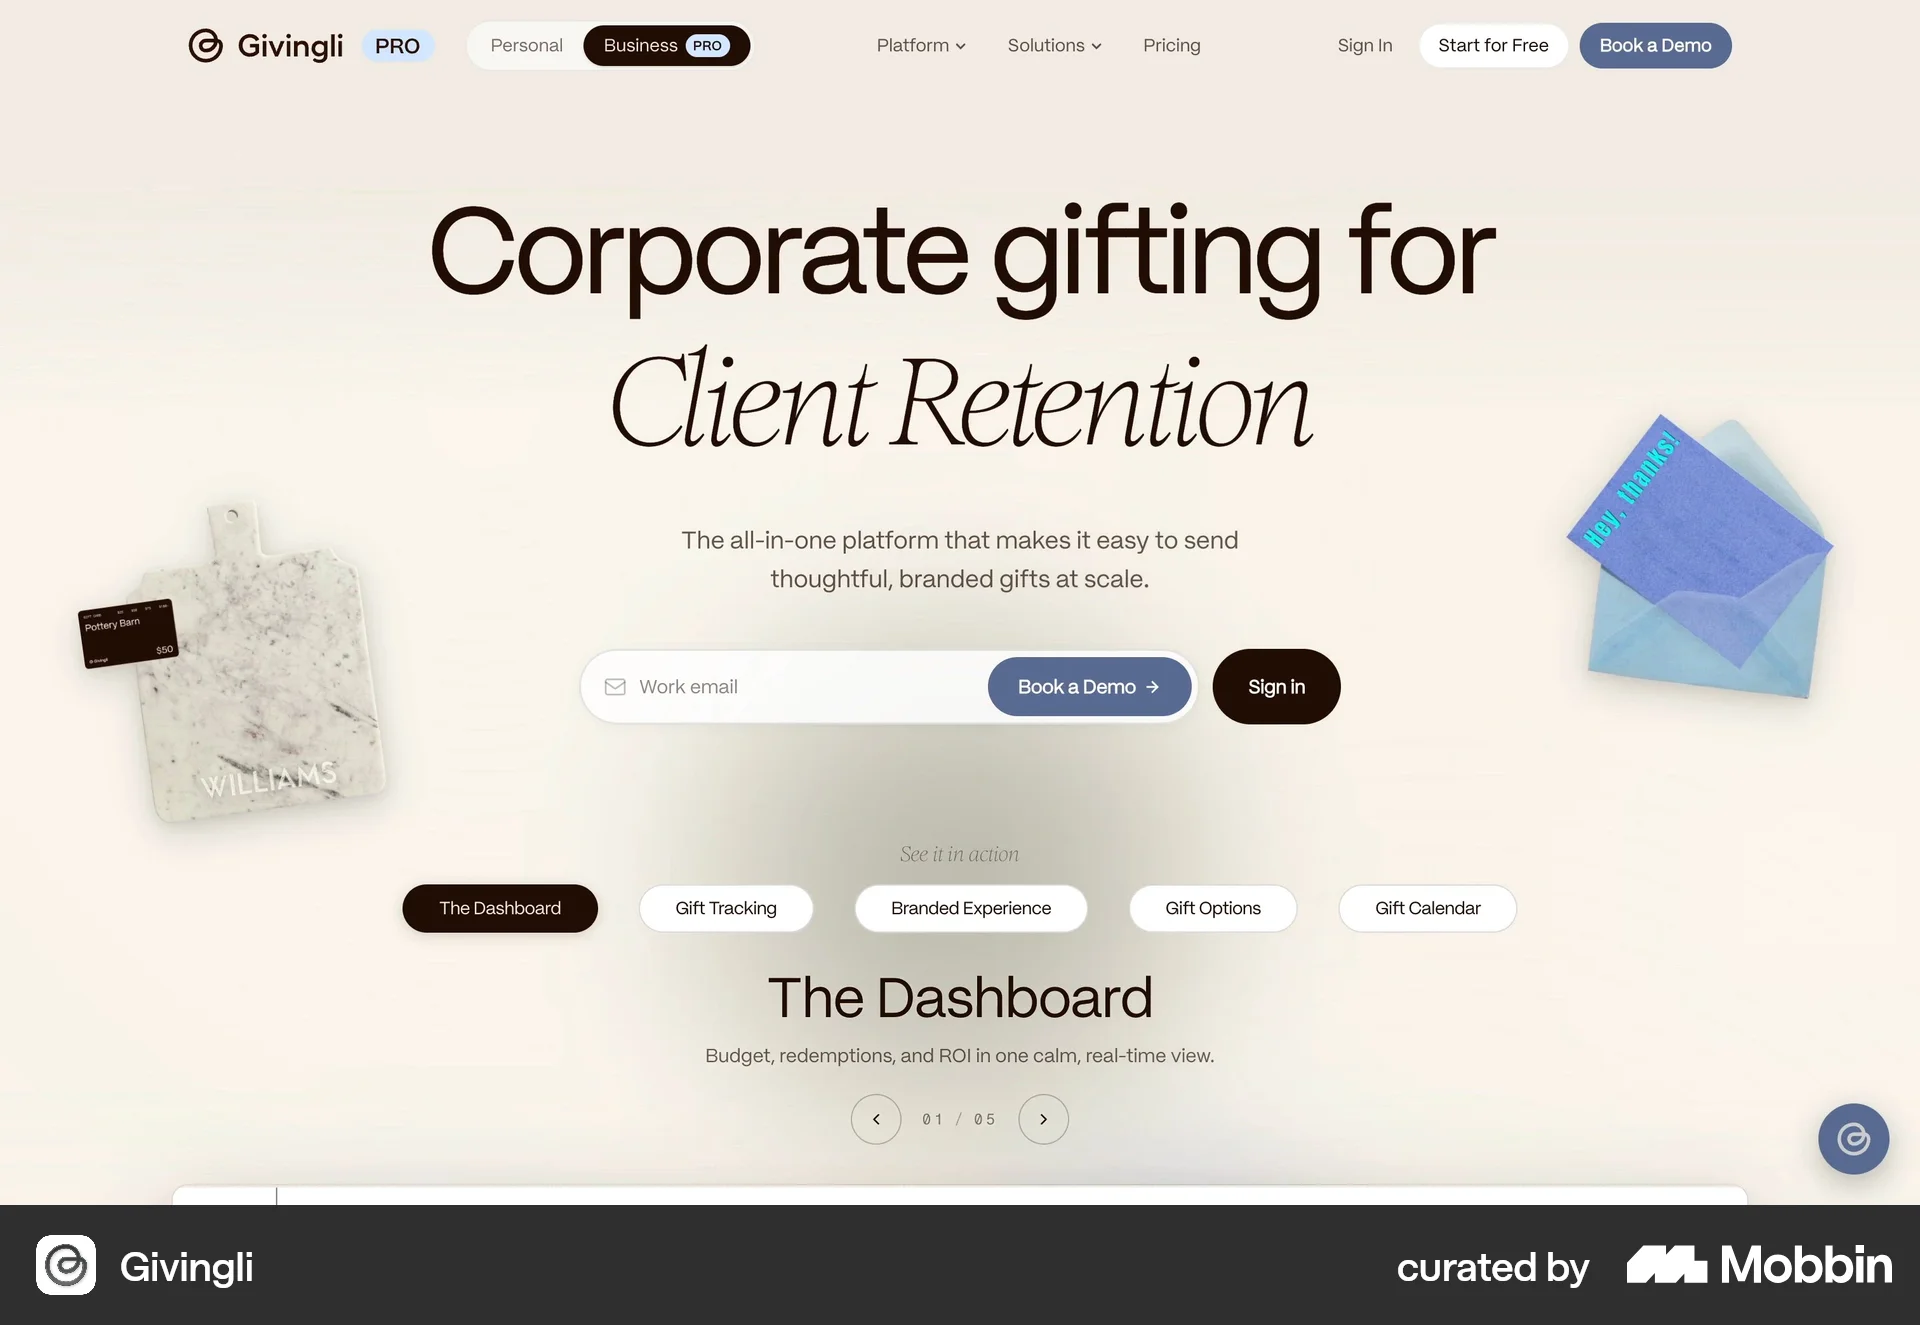 Givingli PRO
Personal
Business PRO
Platform
Solutions
Pricing
Sign In
Start for Free
Book a Demo
Corporate gifting for
Client Retention
Hey, thanks!
The all-in-one platform that makes it easy to send
thoughtful, branded gifts at scale.
Pottery Barn
$50
Givingli
WILLIAMS
Work email
Book a Demo →
Sign in
See it in action
The Dashboard
Gift Tracking
Branded Experience
Gift Options
Gift Calendar
The Dashboard
Budget, redemptions, and ROI in one calm, real-time view.
01 / 05
Givingli
curated by Mobbin